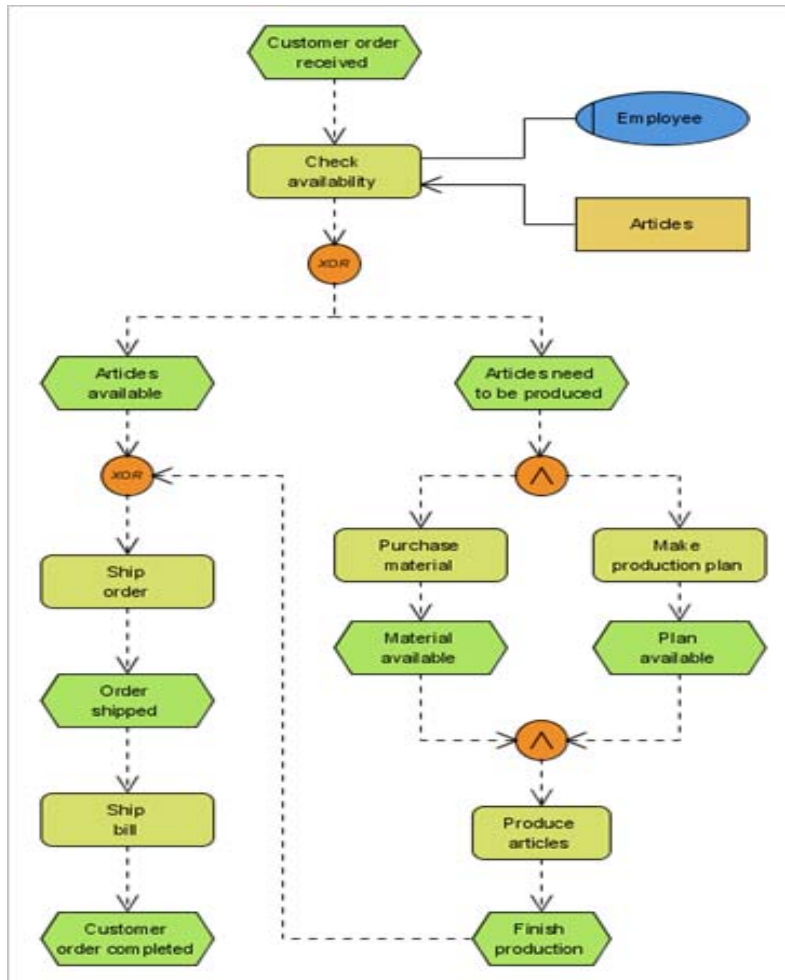 Customer order
received
Employee
Check
availability
Articles
XOR
Articles
available
Articles need
to be produced
XOR
Purchase
material
Make
production plan
Ship
order
Material
available
Plan
available
Order
shipped
Ship
bill
Produce
articles
Customer
order completed
Finish
production